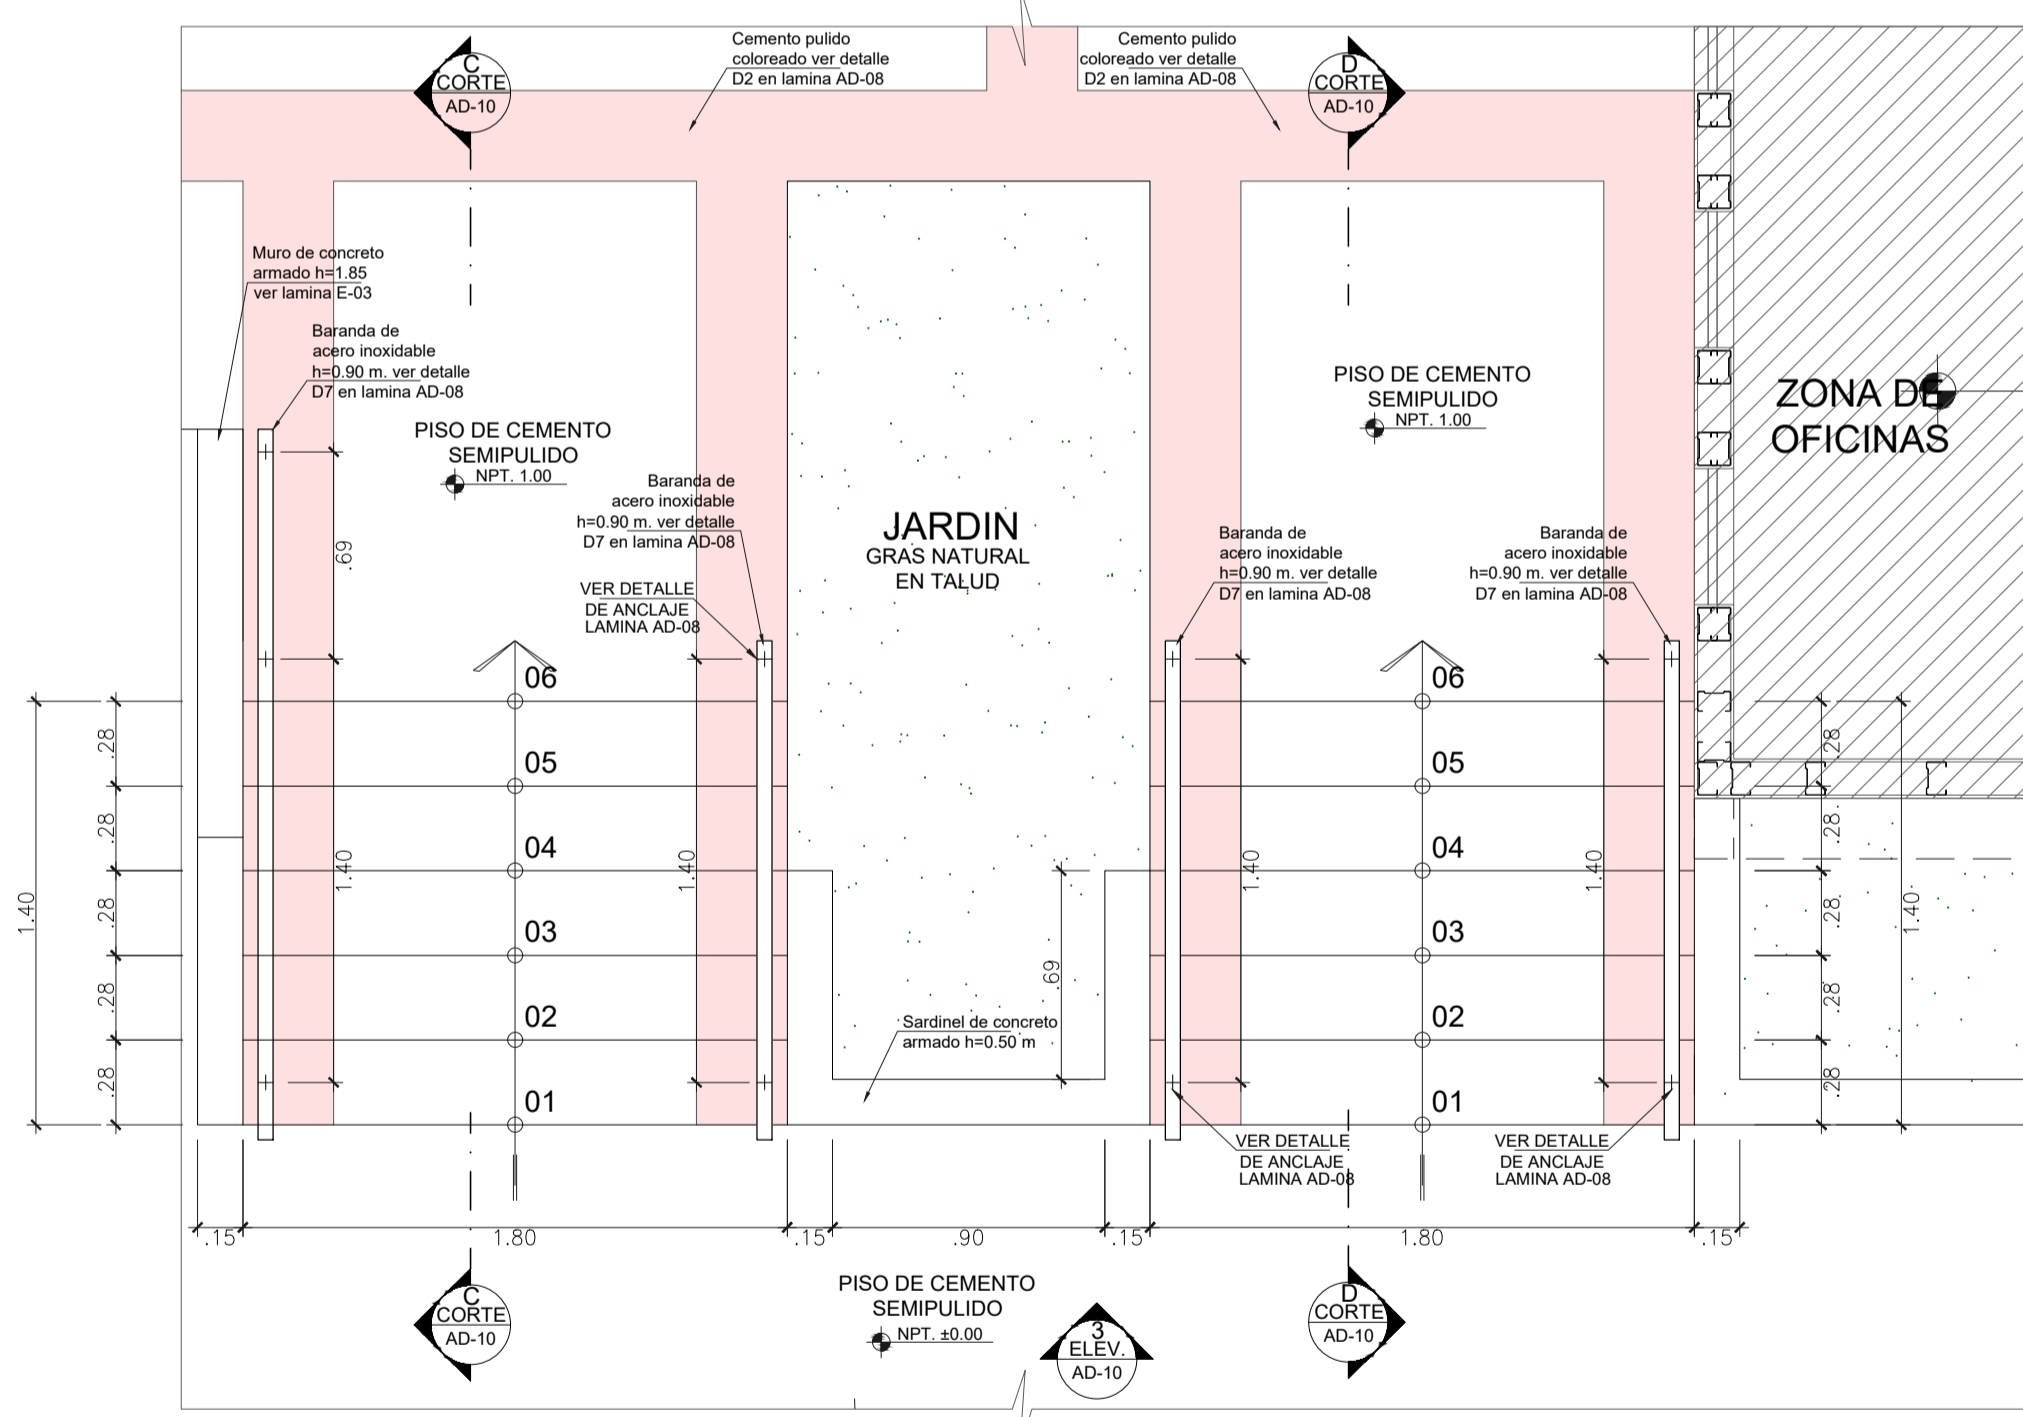 Cemento pulido
coloreado ver detalle
D2 en lamina AD-08
Cemento pulido
coloreado ver detalle
D2 en lamina AD-08
C
CORTE
AD-10
D
CORTE
AD-10
Muro de concreto
armado h=1.85
ver lamina E-03
Baranda de
acero inoxidable
h=0.90 m. ver detalle
D7 en lamina AD-08
PISO DE CEMENTO
SEMIPULIDO
NPT. 1.00
Baranda de
acero inoxidable
h=0.90 m. ver detalle
D7 en lamina AD-08
VER DETALLE
DE ANCLAJE
LAMINA AD-08
JARDIN
GRAS NATURAL
EN TALUD
PISO DE CEMENTO
SEMIPULIDO
NPT. 1.00
Baranda de
acero inoxidable
h=0.90 m. ver detalle
D7 en lamina AD-08
Baranda de
acero inoxidable
h=0.90 m. ver detalle
D7 en lamina AD-08
ZONA DE
OFICINAS
.69
06
05
04
03
02
01
06
05
04
03
02
01
1.40
.28
.28
.28
.28
.28
1.40
1.40
.69
1.40
1.40
.28
.28
.28
.28
.28
1.40
Sardinel de concreto
armado h=0.50 m
VER DETALLE
DE ANCLAJE
LAMINA AD-08
VER DETALLE
DE ANCLAJE
LAMINA AD-08
.15
1.80
.15
.90
.15
1.80
.15
C
CORTE
AD-10
PISO DE CEMENTO
SEMIPULIDO
NPT. ±0.00
3
ELEV.
AD-10
D
CORTE
AD-10